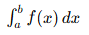 ∫_a^b f(x) dx